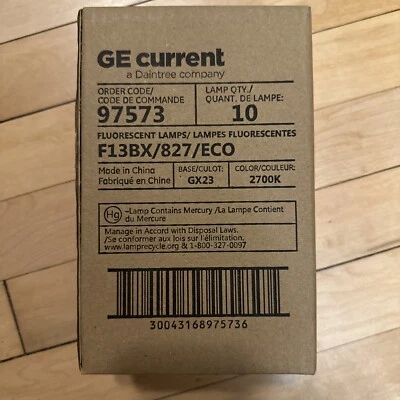 GE current
a Daintree company
ORDER CODE/
CODE DE COMMANDE
97573
LAMP QTY./
QUANT. DE LAMPE:
10
FLUORESCENT LAMPS/ LAMPES FLUORESCENTES
F13BX/827/ECO
Made in China
Fabriqué en Chine
BASE/CULOT:
GX23
COLOR/COULEUR:
2700K
Hg –Lamp Contains Mercury /La Lampe Contient
du Mercure
Manage in Accord with Disposal Laws.
/Se conformer aux lois sur l'élimitation.
www.lamprecycle.org & 1-800-327-0097
30043168975736